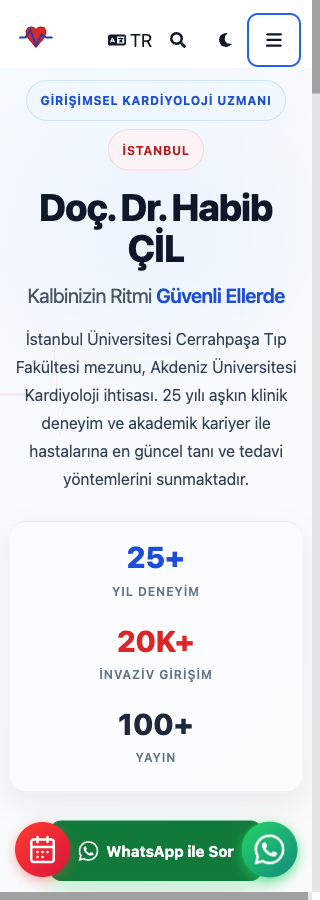 TR
GİRİŞİMSEL KARDİYOLOJİ UZMANI
İSTANBUL
Doç. Dr. Habib
ÇİL
Kalbinizin Ritmi Güvenli Ellerde
İstanbul Üniversitesi Cerrahpaşa Tıp
Fakültesi mezunu, Akdeniz Üniversitesi
Kardiyoloji ihtisası. 25 yılı aşkın klinik
deneyim ve akademik kariyer ile
hastalarına en güncel tanı ve tedavi
yöntemlerini sunmaktadır.
25+
YIL DENEYİM
20K+
İNVAZİV GİRİŞİM
100+
YAYIN
WhatsApp ile Sor